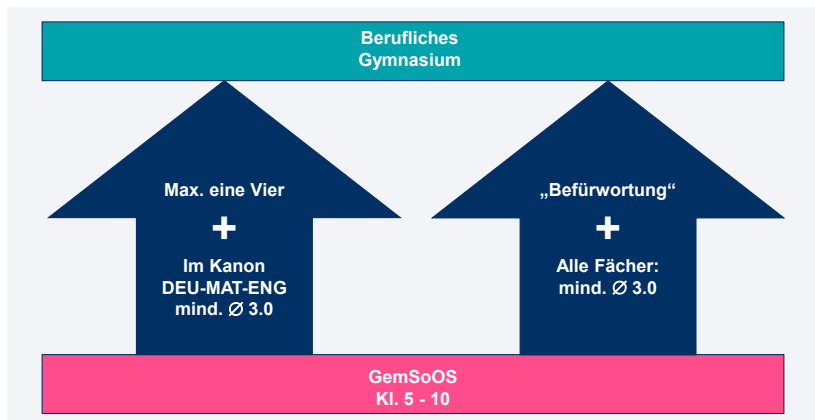 Berufliches
Gymnasium
Max. eine Vier
+
Im Kanon
DEU-MAT-ENG
mind. ∅ 3.0
„Befürwortung“
+
Alle Fächer:
mind. ∅ 3.0
GemSoOS
Kl. 5 - 10